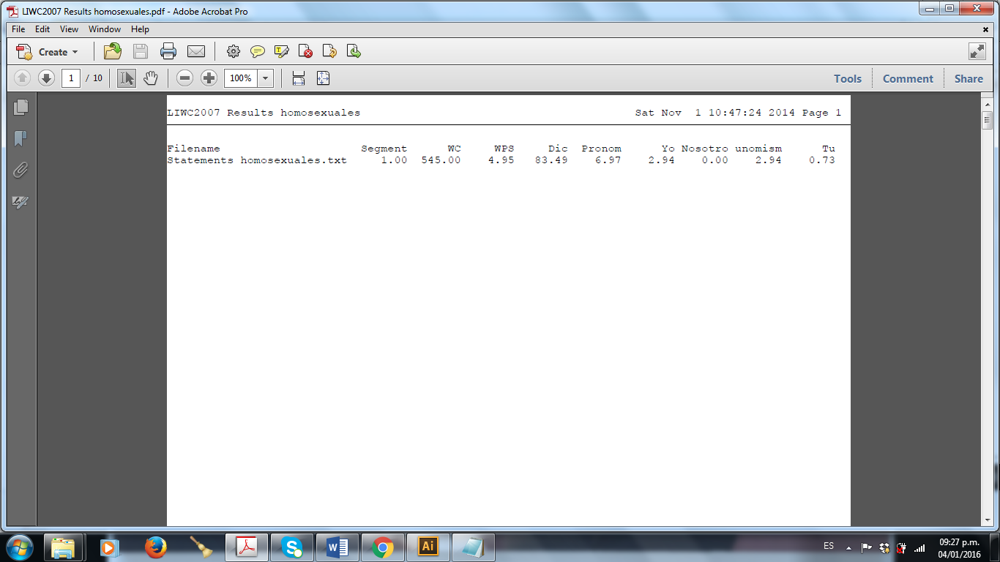 LIWC2007 Results homosexuales.pdf - Adobe Acrobat Pro
File Edit View Window Help
Create
1 / 10 100% Tools Comment Share
LIWC2007 Results homosexuales Sat Nov 1 10:47:24 2014 Page 1
Filename Segment WC WPS Dic Pronom Yo Nosotro unomism Tu
Statements homosexuales.txt 1.00 545.00 4.95 83.49 6.97 2.94 0.00 2.94 0.73
Ai
ES
09:27 p.m.
04/01/2016